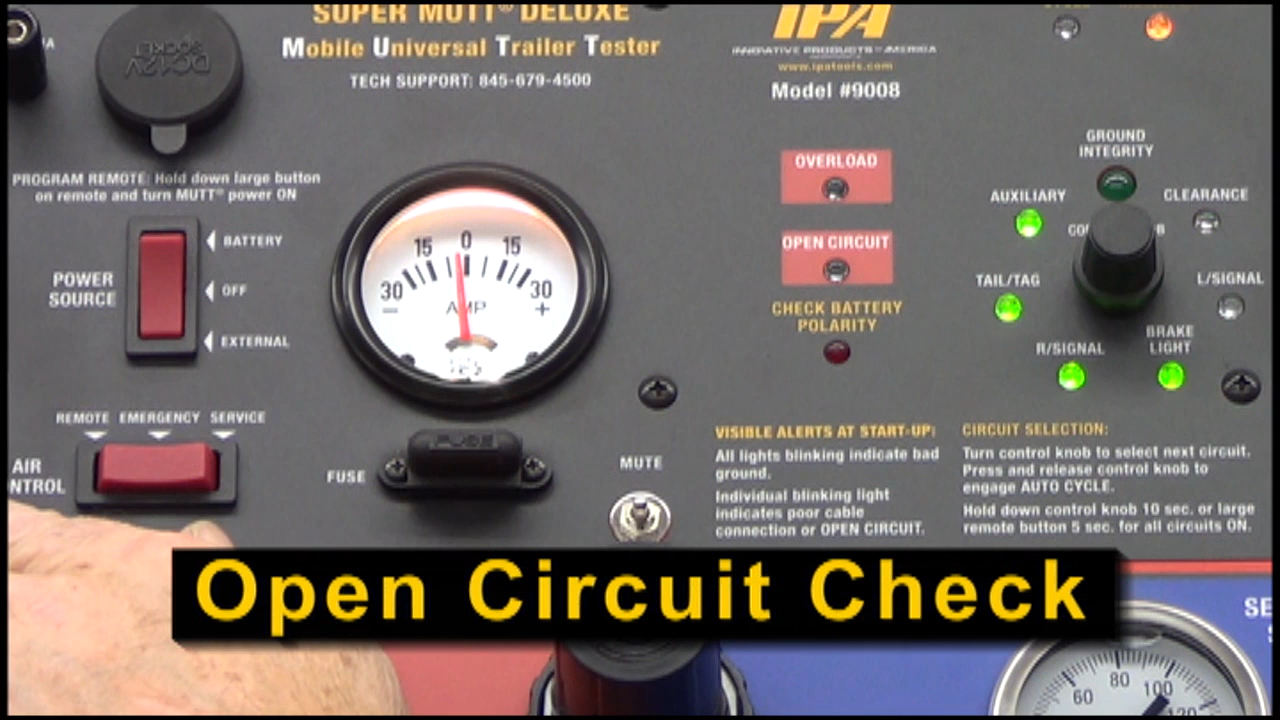 SUPER MUTT® DELUXE
Mobile Universal Trailer Tester
TECH SUPPORT: 845-679-4500
IPA
INNOVATIVE PRODUCTS OF AMERICA
www.ipatools.com
Model #9008
DC12V
SOCKET
PROGRAM REMOTE: Hold down large button
on remote and turn MUTT® power ON
POWER
SOURCE
BATTERY
OFF
EXTERNAL
15 0 15
30 30
- AMP +
OVERLOAD
OPEN CIRCUIT
CHECK BATTERY
POLARITY
GROUND
INTEGRITY
AUXILIARY
CLEARANCE
TAIL/TAG
L/SIGNAL
R/SIGNAL
BRAKE
LIGHT
REMOTE EMERGENCY SERVICE
AIR
FUSE
FUSE
MUTE
VISIBLE ALERTS AT START-UP:
All lights blinking indicate bad
ground.
Individual blinking light
indicates poor cable
connection or OPEN CIRCUIT.
CIRCUIT SELECTION:
Turn control knob to select next circuit.
Press and release control knob to
engage AUTO CYCLE.
Hold down control knob 10 sec. or large
remote button 5 sec. for all circuits ON.
Open Circuit Check
60 80 100 120